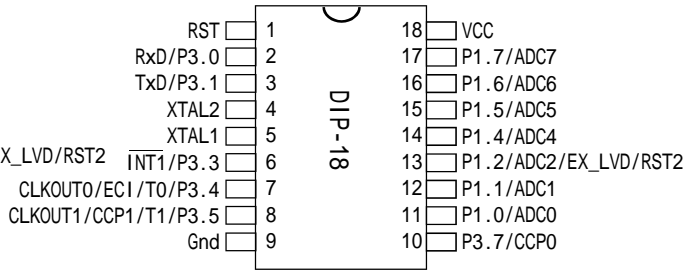 RST 1 18 VCC
RxD/P3.0 2 17 P1.7/ADC7
TxD/P3.1 3 16 P1.6/ADC6
XTAL2 4 15 P1.5/ADC5
XTAL1 5 14 P1.4/ADC4
X_LVD/RST2 INT1/P3.3 6 13 P1.2/ADC2/EX_LVD/RST2
CLKOUT0/ECI/T0/P3.4 7 12 P1.1/ADC1
CLKOUT1/CCP1/T1/P3.5 8 11 P1.0/ADC0
Gnd 9 10 P3.7/CCP0
DIP-18